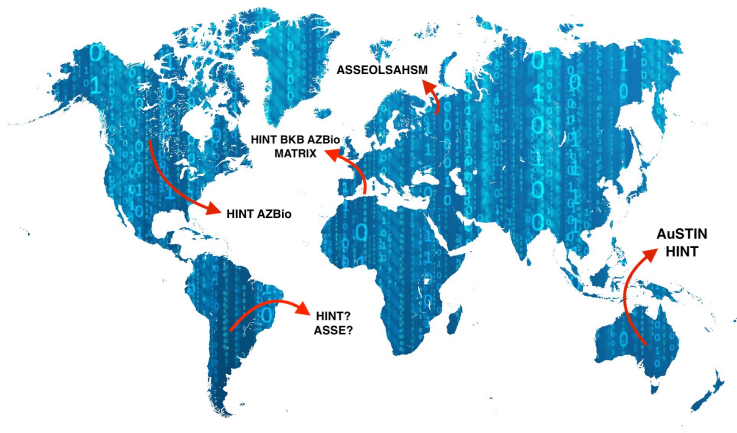 ASSEOLSAHSM
HINT BKB AZBio
MATRIX
HINT AZBio
AuSTIN
HINT
HINT?
ASSE?